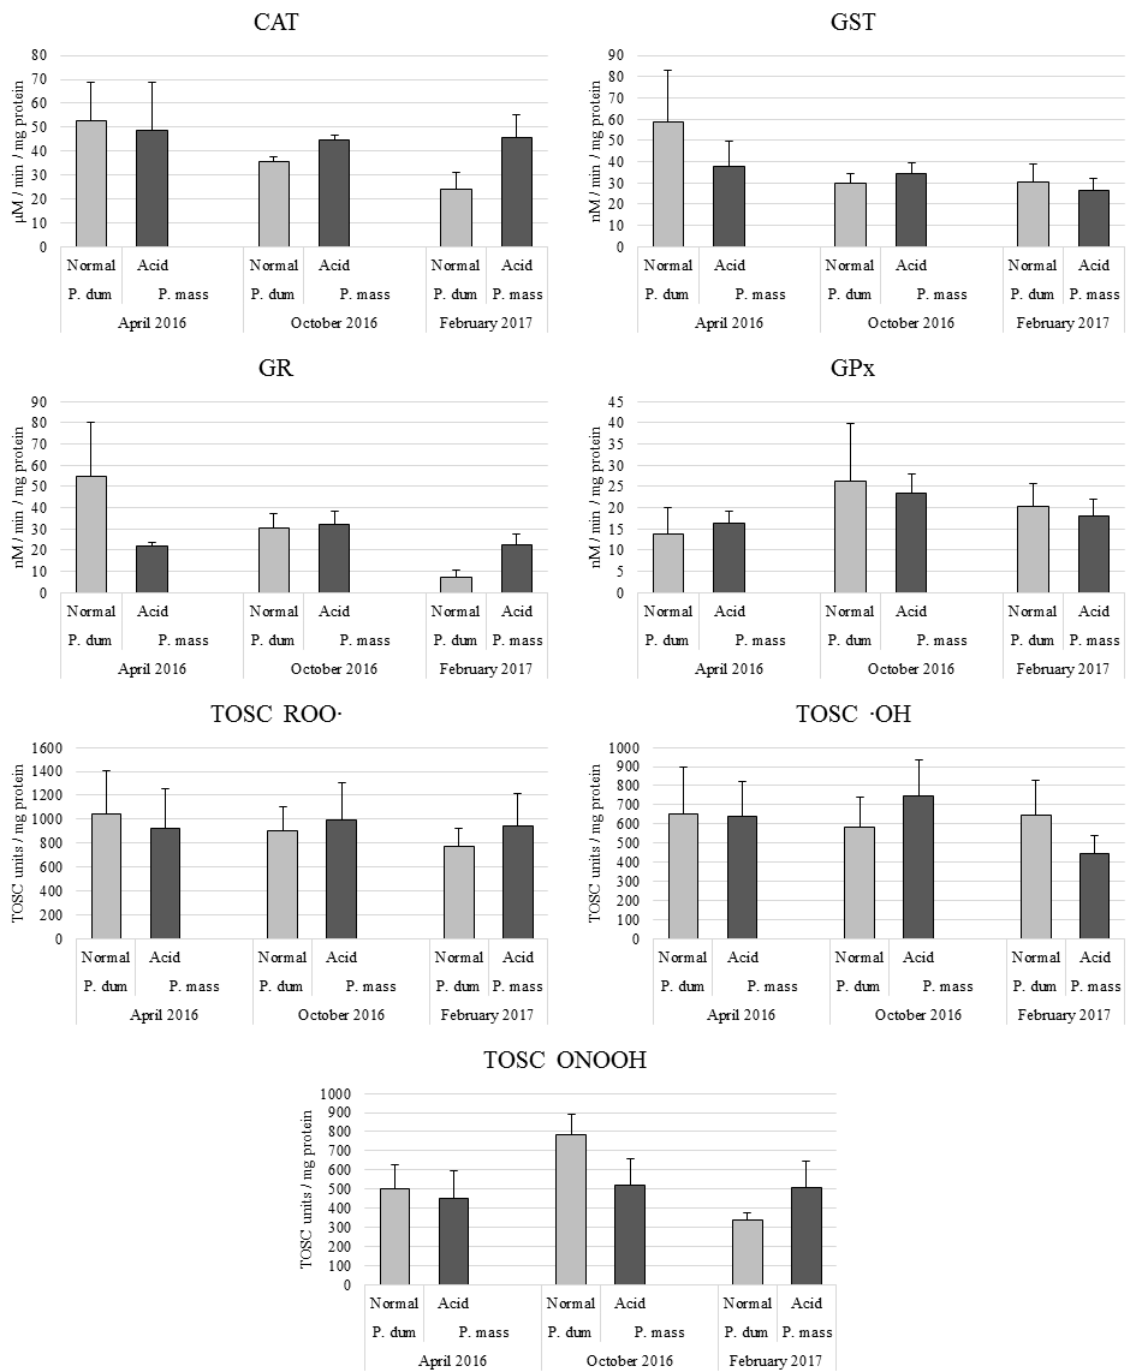 CAT
µM / min / mg protein
80
70
60
50
40
30
20
10
0
Normal Acid Normal Acid Normal Acid
P. dum P. mass P. dum P. mass P. dum P. mass
April 2016 October 2016 February 2017
GST
nM / min / mg protein
90
80
70
60
50
40
30
20
10
0
Normal Acid Normal Acid Normal Acid
P. dum P. mass P. dum P. mass P. dum P. mass
April 2016 October 2016 February 2017
GR
nM / min / mg protein
90
80
70
60
50
40
30
20
10
0
Normal Acid Normal Acid Normal Acid
P. dum P. mass P. dum P. mass P. dum P. mass
April 2016 October 2016 February 2017
GPx
nM / min / mg protein
45
40
35
30
25
20
15
10
5
0
Normal Acid Normal Acid Normal Acid
P. dum P. mass P. dum P. mass P. dum P. mass
April 2016 October 2016 February 2017
TOSC ROO·
TOSC units / mg protein
1600
1400
1200
1000
800
600
400
200
0
Normal Acid Normal Acid Normal Acid
P. dum P. mass P. dum P. mass P. dum P. mass
April 2016 October 2016 February 2017
TOSC ·OH
TOSC units / mg protein
1000
900
800
700
600
500
400
300
200
100
0
Normal Acid Normal Acid Normal Acid
P. dum P. mass P. dum P. mass P. dum P. mass
April 2016 October 2016 February 2017
TOSC ONOOH
TOSC units / mg protein
1000
900
800
700
600
500
400
300
200
100
0
Normal Acid Normal Acid Normal Acid
P. dum P. mass P. dum P. mass P. dum P. mass
April 2016 October 2016 February 2017